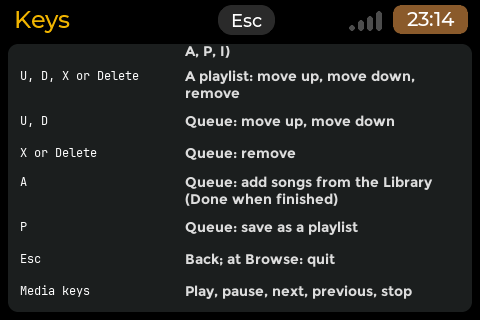 Keys Esc 23:14
A, P, I)
U, D, X or Delete A playlist: move up, move down,
remove
U, D Queue: move up, move down
X or Delete Queue: remove
A Queue: add songs from the Library
(Done when finished)
P Queue: save as a playlist
Esc Back; at Browse: quit
Media keys Play, pause, next, previous, stop